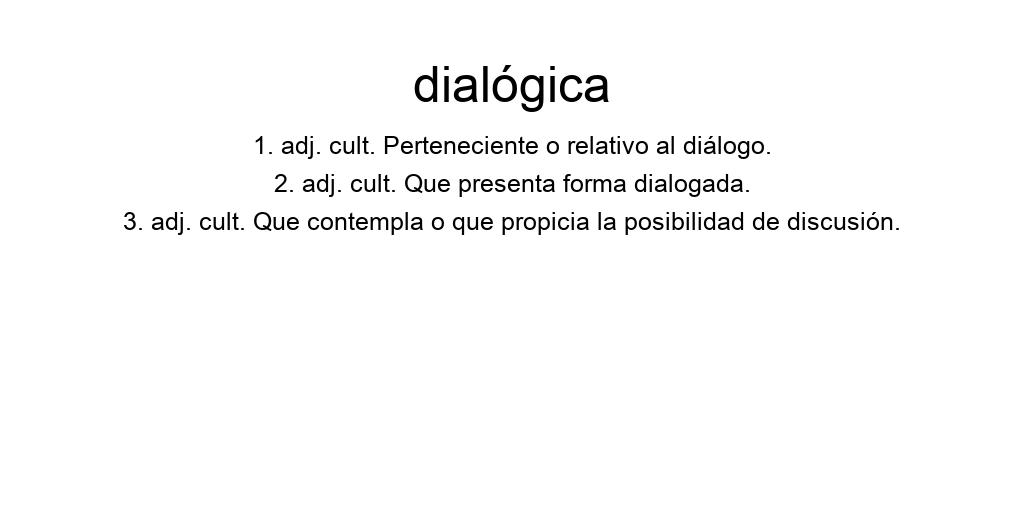 dialógica
1. adj. cult. Perteneciente o relativo al diálogo.
2. adj. cult. Que presenta forma dialogada.
3. adj. cult. Que contempla o que propicia la posibilidad de discusión.